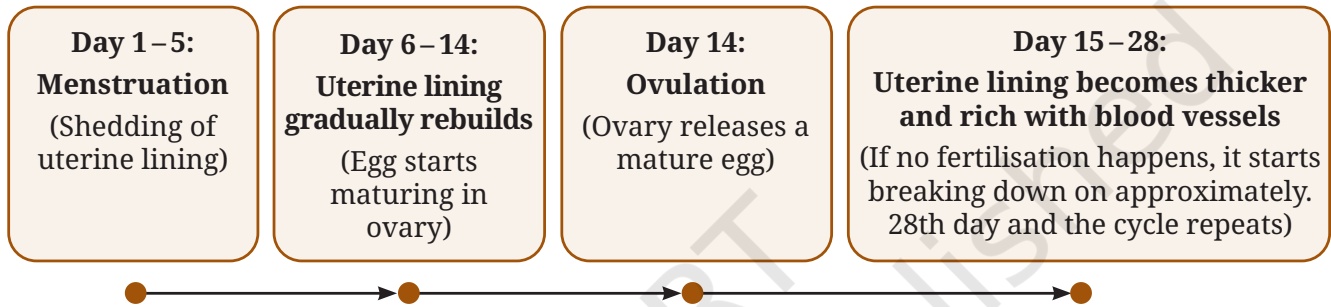 Day 1 – 5:
Menstruation
(Shedding of
uterine lining)
Day 6 – 14:
Uterine lining
gradually rebuilds
(Egg starts
maturing in
ovary)
Day 14:
Ovulation
(Ovary releases a
mature egg)
Day 15 – 28:
Uterine lining becomes thicker
and rich with blood vessels
(If no fertilisation happens, it starts
breaking down on approximately.
28th day and the cycle repeats)